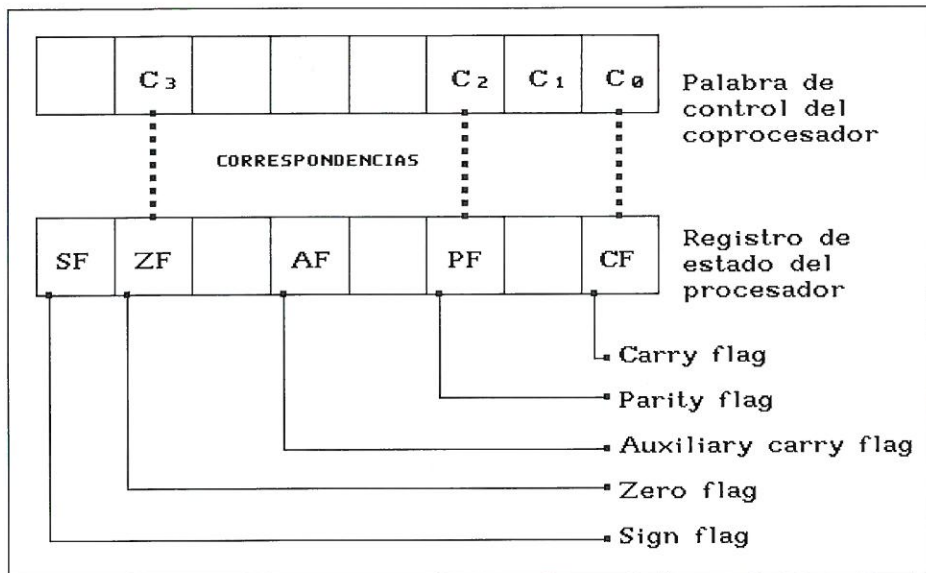 C3 C2 C1 C0
Palabra de
control del
coprocesador
CORRESPONDENCIAS
SF ZF AF PF CF
Registro de
estado del
procesador
Carry flag
Parity flag
Auxiliary carry flag
Zero flag
Sign flag